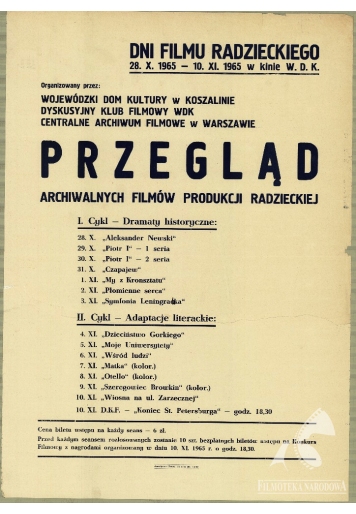 DNI FILMU RADZIECKIEGO
28. X. 1965 — 10. XI. 1965 w kinie W. D. K.
Organizowany przez:
WOJEWÓDZKI DOM KULTURY w KOSZALINIE
DYSKUSYJNY KLUB FILMOWY WDK
CENTRALNE ARCHIWUM FILMOWE w WARSZAWIE
PRZEGLĄD
ARCHIWALNYCH FILMÓW PRODUKCJI RADZIECKIEJ
I. Cykl — Dramaty historyczne:
28. X. „Aleksander Newski"
29. X. „Piotr I" — 1 seria
30. X. „Piotr I" — 2 seria
31. X. „Czapajew"
1. XI. „My z Kronsztatu"
2. XI. „Płomienne serca"
3. XI. „Symfonia Leningradzka"
II. Cykl — Adaptacje literackie:
4. XI. „Dzieciństwo Gorkiego"
5. XI. „Moje Uniwersytety"
6. XI. „Wśród ludzi"
7. XI. „Matka" (kolor.)
8. XI. „Otello" (kolor.)
9. XI. „Szeregowiec Browkin" (kolor.)
10. XI. „Wiosna na ul. Zarzecznej"
10. XI. D.K.F. — „Koniec St. Petersburga" — godz. 18,30
Cena biletu wstępu na każdy seans — 6 zł.
Przed każdym seansem rozlosowanych zostanie 10 szt. bezpłatnych biletów wstępu na Konkurs
Filmowy z nagrodami organizowany w dniu 10. XI. 1965 r. o godz. 18,30.
FILMOTEKA NARODOWA